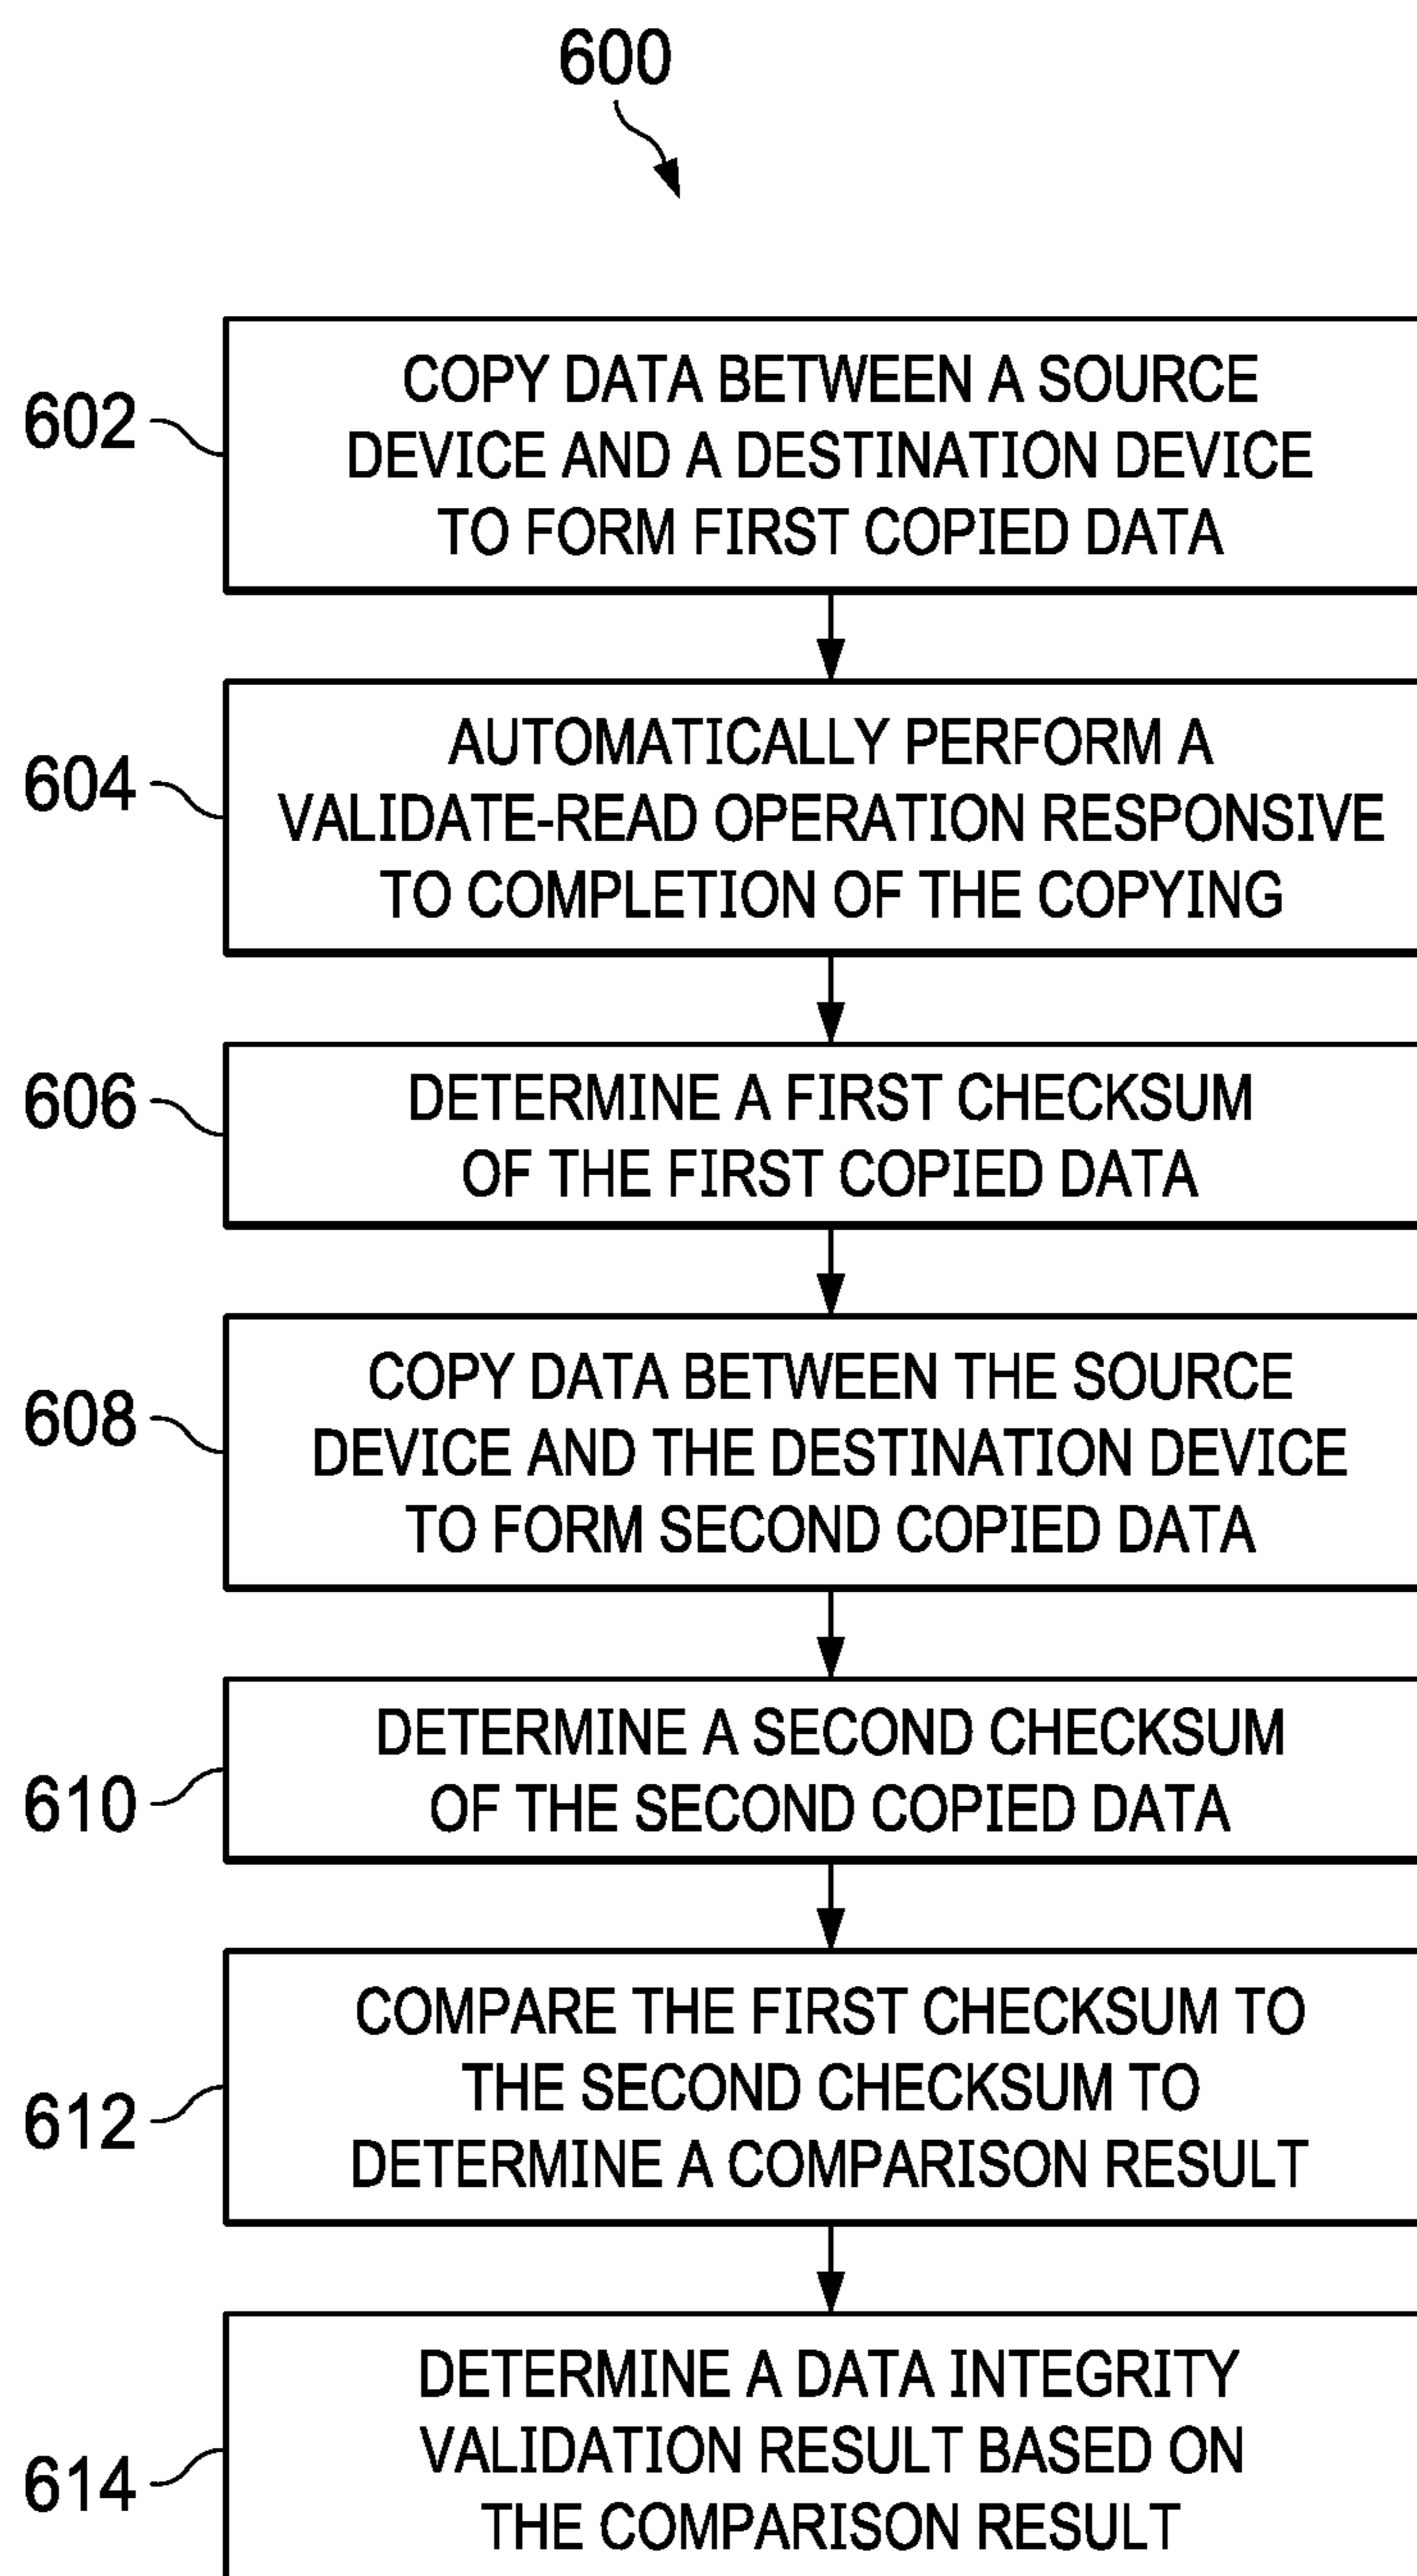 600
602
COPY DATA BETWEEN A SOURCE
DEVICE AND A DESTINATION DEVICE
TO FORM FIRST COPIED DATA
604
AUTOMATICALLY PERFORM A
VALIDATE-READ OPERATION RESPONSIVE
TO COMPLETION OF THE COPYING
606
DETERMINE A FIRST CHECKSUM
OF THE FIRST COPIED DATA
608
COPY DATA BETWEEN THE SOURCE
DEVICE AND THE DESTINATION DEVICE
TO FORM SECOND COPIED DATA
610
DETERMINE A SECOND CHECKSUM
OF THE SECOND COPIED DATA
612
COMPARE THE FIRST CHECKSUM TO
THE SECOND CHECKSUM TO
DETERMINE A COMPARISON RESULT
614
DETERMINE A DATA INTEGRITY
VALIDATION RESULT BASED ON
THE COMPARISON RESULT